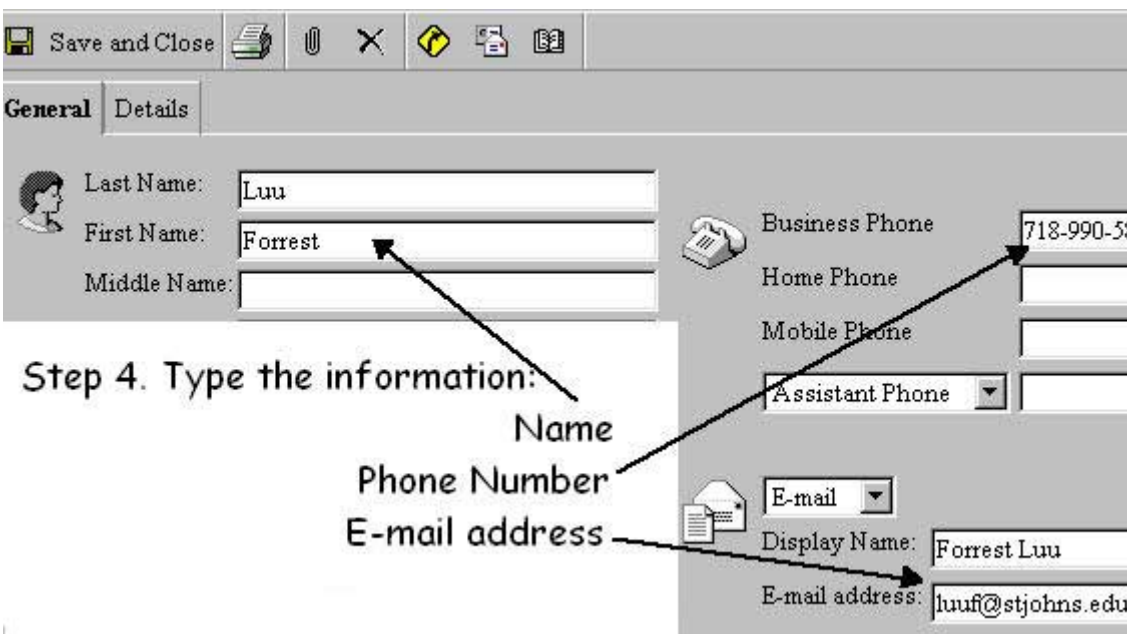 Save and Close
General Details
Last Name: Luu
First Name: Forrest
Middle Name:
Business Phone 718-990-58
Home Phone
Mobile Phone
Assistant Phone
Step 4. Type the information:
Name
Phone Number
E-mail address
E-mail
Display Name: Forrest Luu
E-mail address: luuf@stjohns.edu